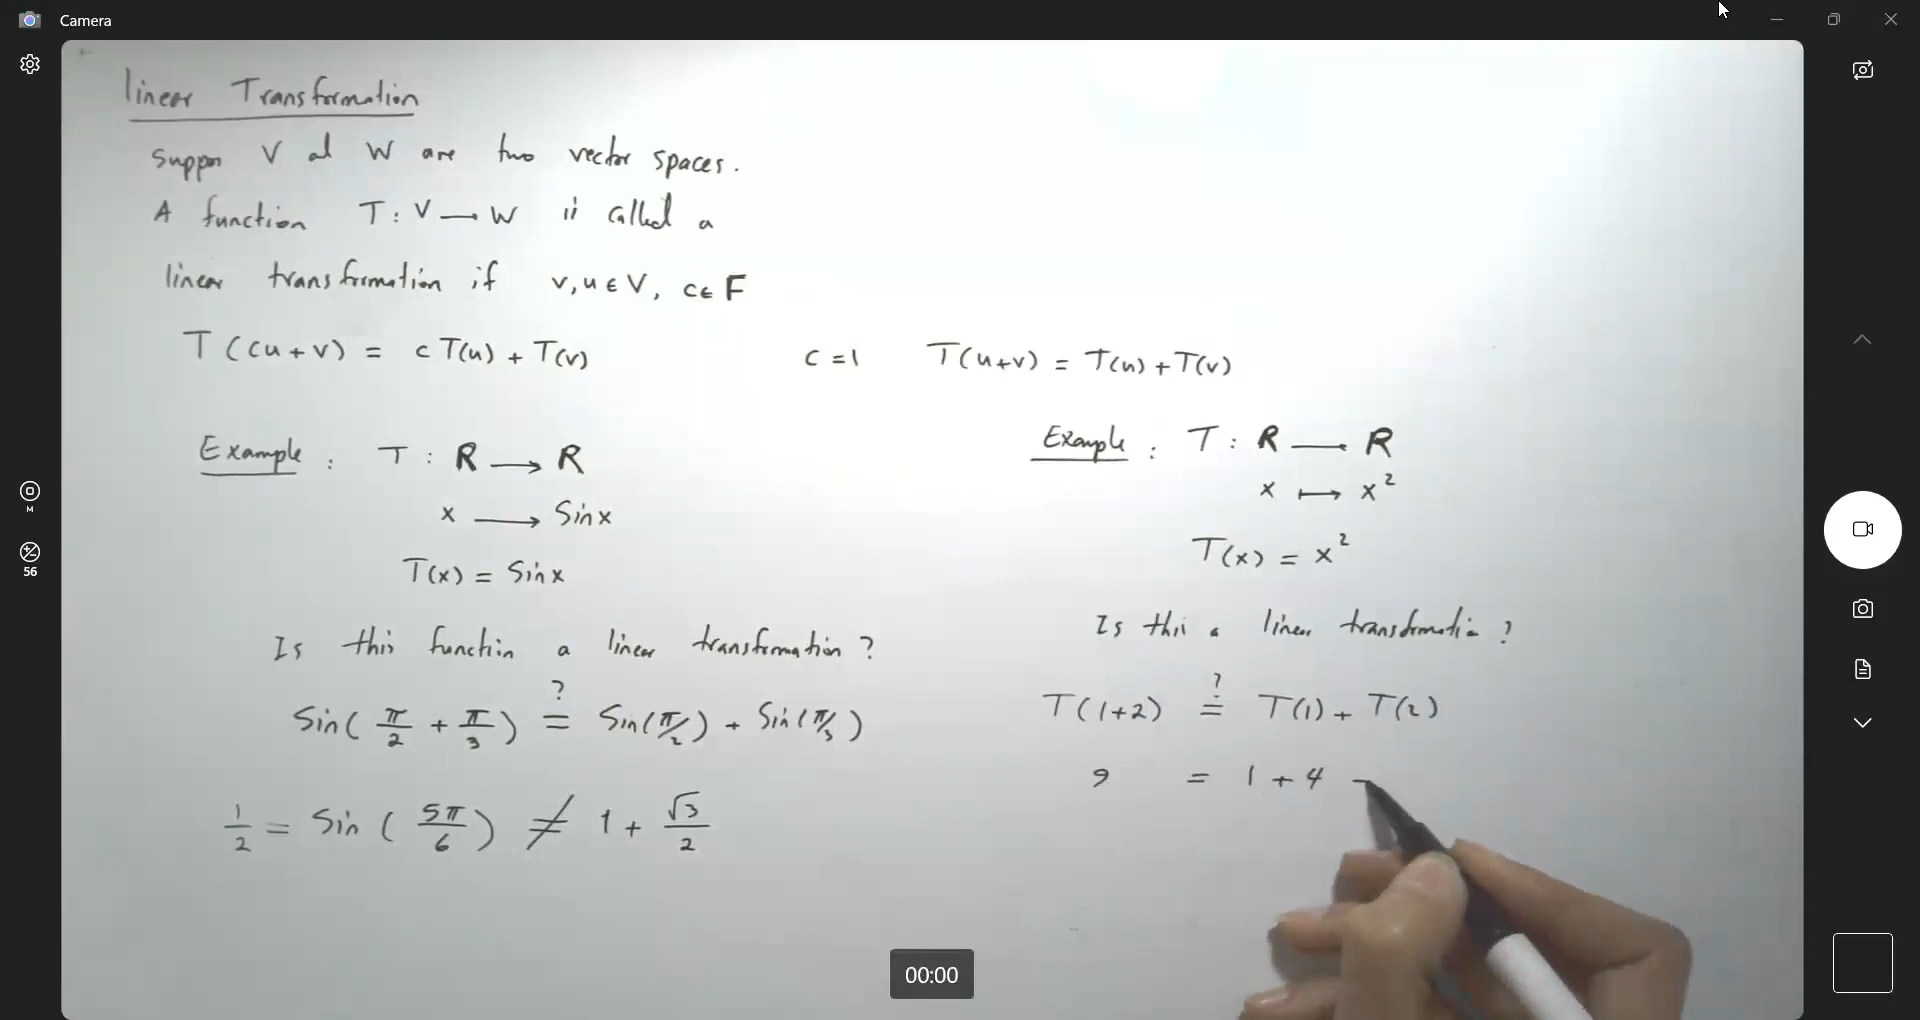 Camera
linear Transformation
suppose V and W are two vector spaces.
A function T : V → W is called a
linear transformation if v, u ∈ V, c ∈ F
T (cu + v) = c T(u) + T(v)
c = 1 T(u+v) = T(u) + T(v)
Example : T : R → R
x → Sin x
T(x) = Sin x
Is this function a linear transformation ?
Sin( π/2 + π/3 ) ?= Sin(π/2) + Sin(π/3)
1/2 = Sin ( 5π/6 ) ≠ 1 + √3/2
Example : T : R → R
x ↦ x²
T(x) = x²
Is this a linear transformation ?
T(1+2) ?= T(1) + T(2)
9 = 1 + 4
00:00
M
56